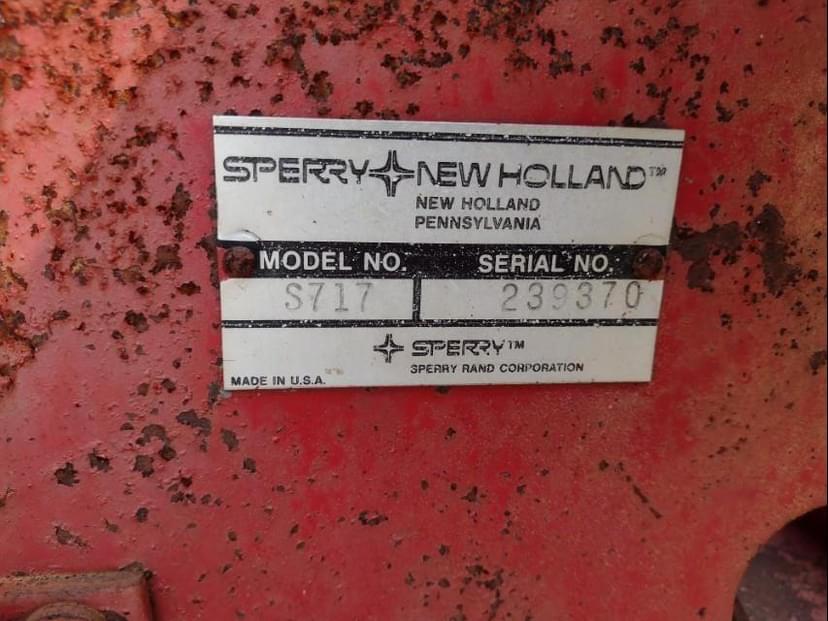 SPERRY NEW HOLLAND™
NEW HOLLAND
PENNSYLVANIA
MODEL NO. SERIAL NO.
S717 239370
SPERRY™
SPERRY RAND CORPORATION
MADE IN U.S.A.